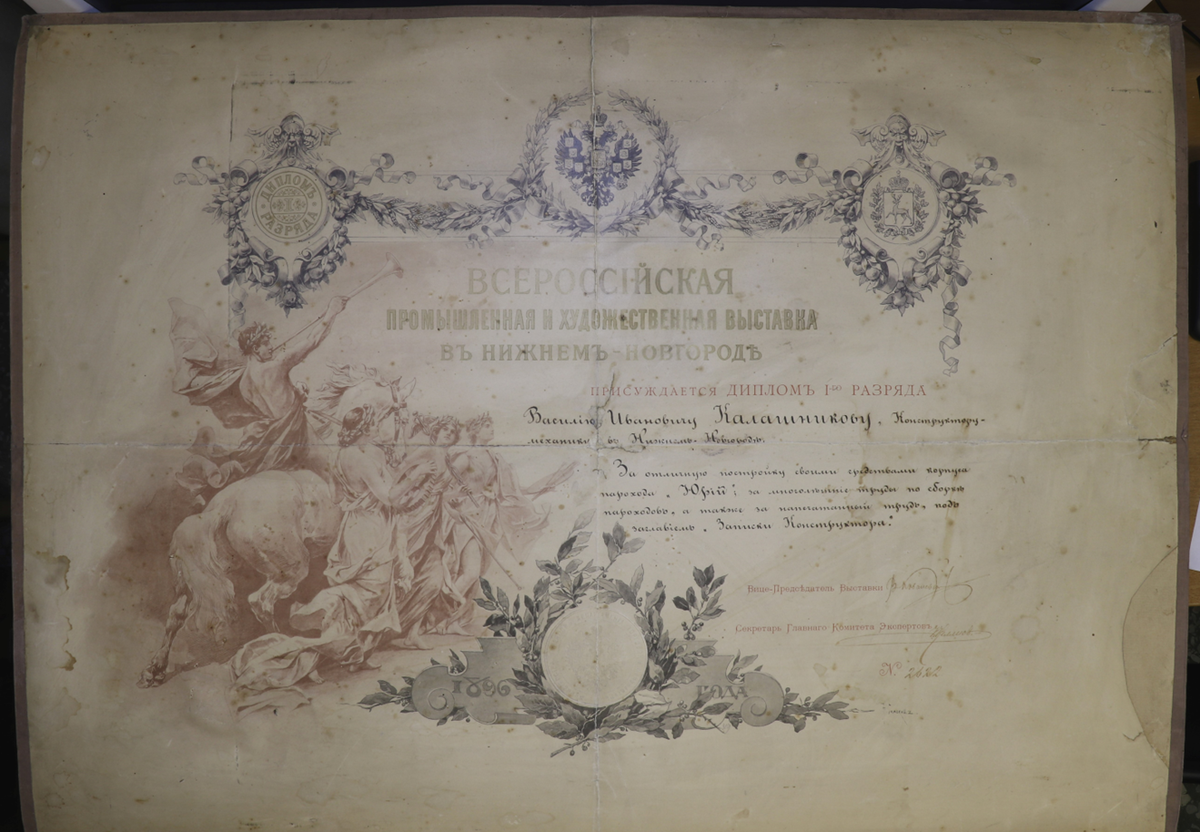 ДИПЛОМЪ
I
РАЗРЯДА
ВСЕРОССІЙСКАЯ
ПРОМЫШЛЕННАЯ И ХУДОЖЕСТВЕННАЯ ВЫСТАВКА
ВЪ НИЖНЕМЪ-НОВГОРОДѢ
ПРИСУЖДАЕТСЯ ДИПЛОМЪ Iго РАЗРЯДА
Василію Ивановичу Калашникову, Конструктору-
механику въ Нижнемъ-Новгородѣ.
За отличную постройку своими средствами корпуса
парохода „Юрій“; за многолѣтніе труды по сборкѣ
пароходовъ, а также за напечатанный трудъ, подъ
заглавіемъ „Записки Конструктора“.
Вице-Предсѣдатель Выставки
Секретарь Главнаго Комитета Экспертовъ
№
1896 ГОДА